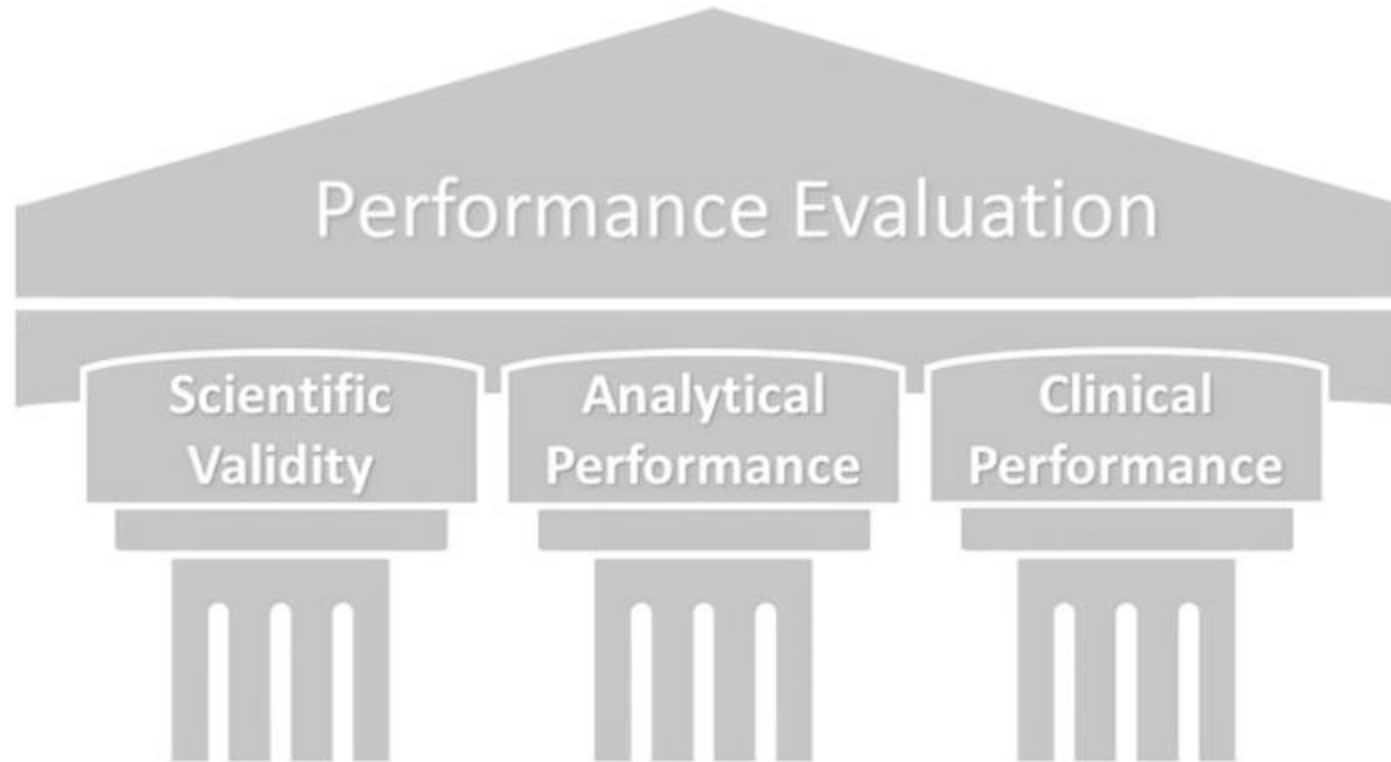 Performance Evaluation
Scientific
Validity
Analytical
Performance
Clinical
Performance